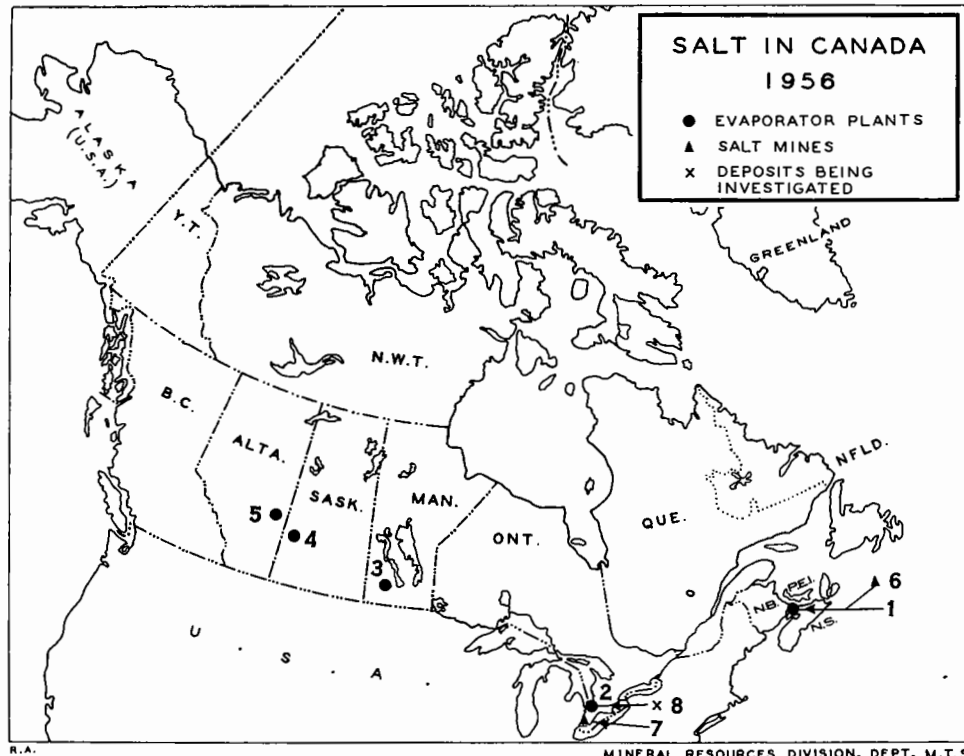 SALT IN CANADA
1956
● EVAPORATOR PLANTS
▲ SALT MINES
x DEPOSITS BEING
INVESTIGATED
ALASKA
(U.S.A.)
Y.T.
GREENLAND
N.W.T.
B.C.
ALTA.
SASK.
MAN.
ONT.
QUE.
NFLD.
5
4
3
6
P.E.I.
N.B.
1
N.S.
U. S. A.
2
8
7
R.A.
MINERAL RESOURCES DIVISION, DEPT. M.T.S